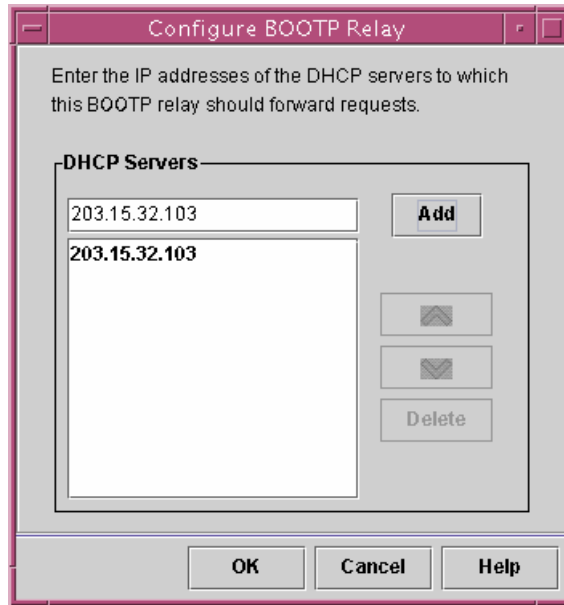 Configure BOOTP Relay
Enter the IP addresses of the DHCP servers to which
this BOOTP relay should forward requests.
DHCP Servers
203.15.32.103
Add
203.15.32.103
Delete
OK
Cancel
Help